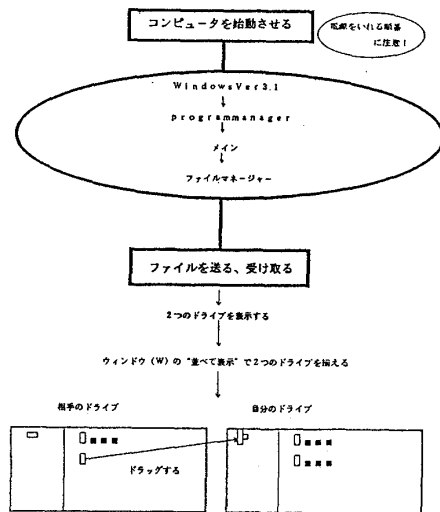 コンピュータを始動させる
電源をいれる順番
に注意!
WindowsVer3.1
↓
programmanager
↓
メイン
↓
ファイルマネージャー
ファイルを送る、受け取る
↓
2つのドライブを表示する
↓
ウィンドウ(W)の"並べて表示"で2つのドライブを揃える
↓
相手のドライブ
自分のドライブ
ドラッグする